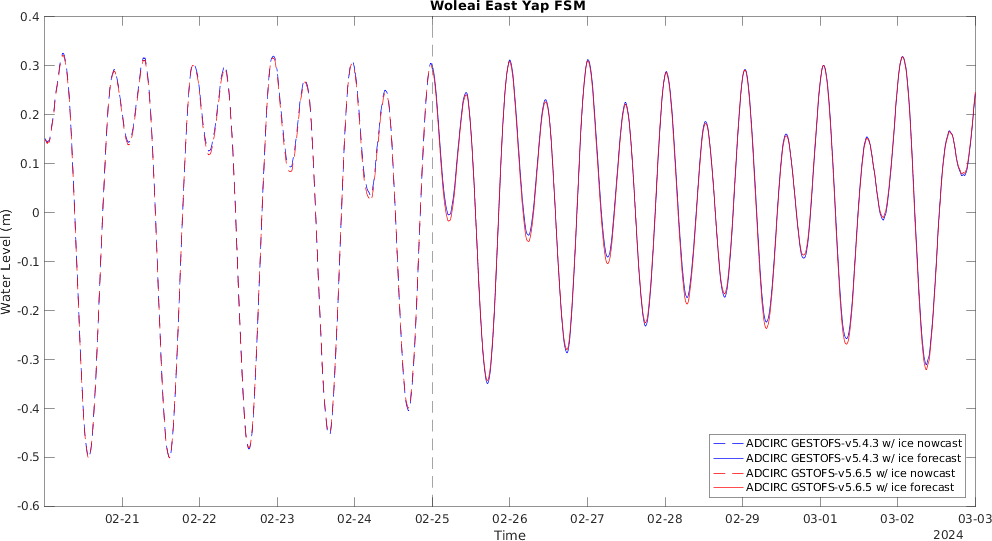 Woleai East Yap FSM
0.4
0.3
0.2
0.1
0
-0.1
-0.2
-0.3
-0.4
-0.5
-0.6
Water Level (m)
ADCIRC GESTOFS-v5.4.3 w/ ice nowcast
ADCIRC GESTOFS-v5.4.3 w/ ice forecast
ADCIRC GSTOFS-v5.6.5 w/ ice nowcast
ADCIRC GSTOFS-v5.6.5 w/ ice forecast
02-21 02-22 02-23 02-24 02-25 02-26 02-27 02-28 02-29 03-01 03-02 03-03
Time
2024